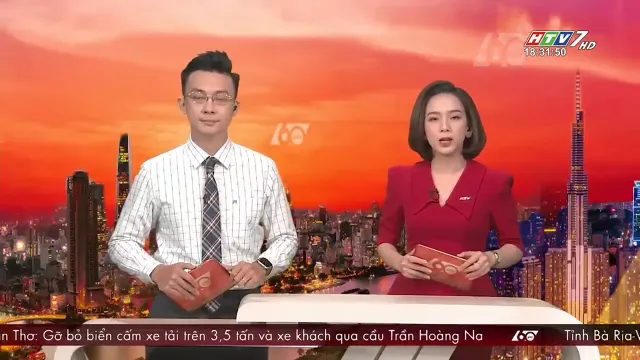 HTV7 HD
18:31:50
60
60
HTV
n Thơ: Gỡ bỏ biển cấm xe tải trên 3,5 tấn và xe khách qua cầu Trần Hoàng Na 60 Tỉnh Bà Rịa-V